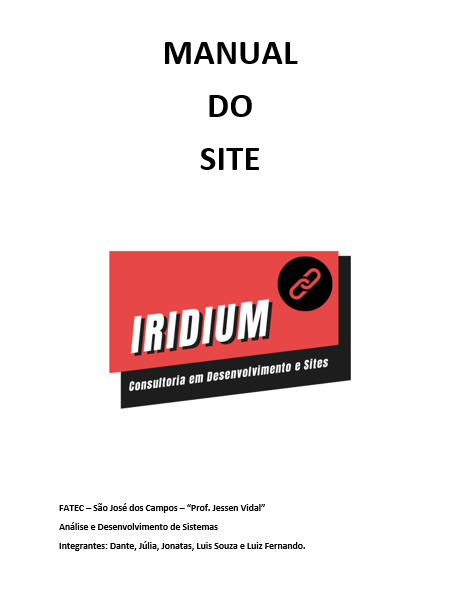 MANUAL
DO
SITE
IRIDIUM
Consultoria em Desenvolvimento e Sites
FATEC – São José dos Campos – “Prof. Jessen Vidal”
Análise e Desenvolvimento de Sistemas
Integrantes: Dante, Júlia, Jonatas, Luis Souza e Luiz Fernando.